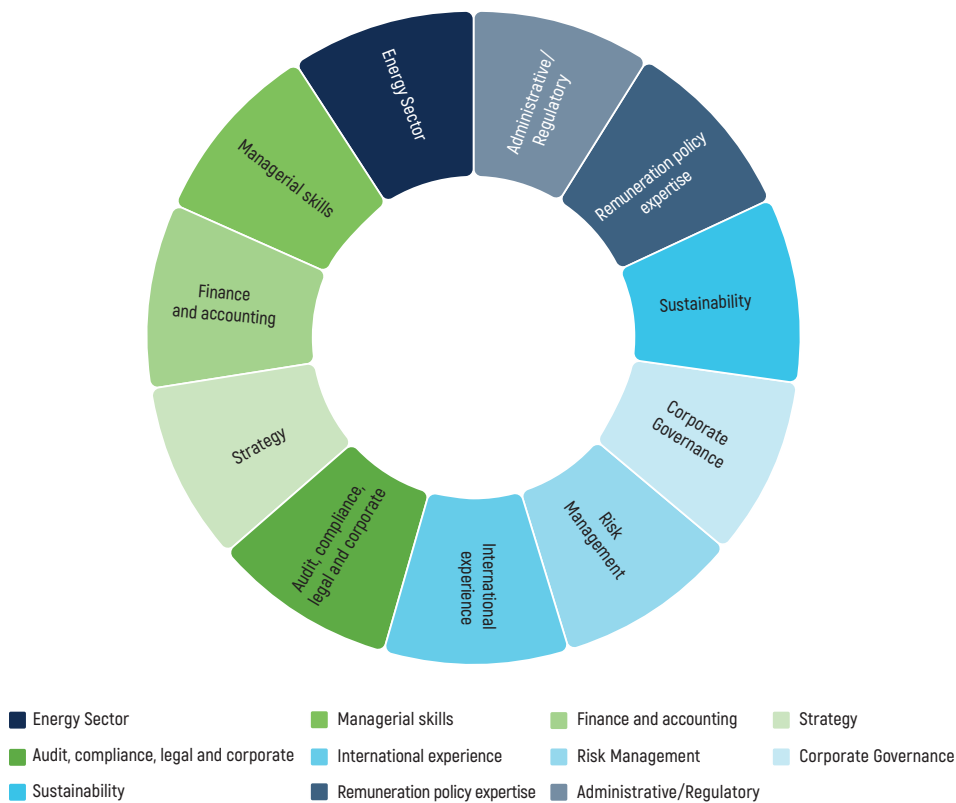 Energy Sector
Administrative/
Regulatory
Remuneration policy
expertise
Sustainability
Corporate
Governance
Risk
Management
International
experience
Audit, compliance,
legal and corporate
Strategy
Finance
and accounting
Managerial skills
Energy Sector
Managerial skills
Finance and accounting
Strategy
Audit, compliance, legal and corporate
International experience
Risk Management
Corporate Governance
Sustainability
Remuneration policy expertise
Administrative/Regulatory